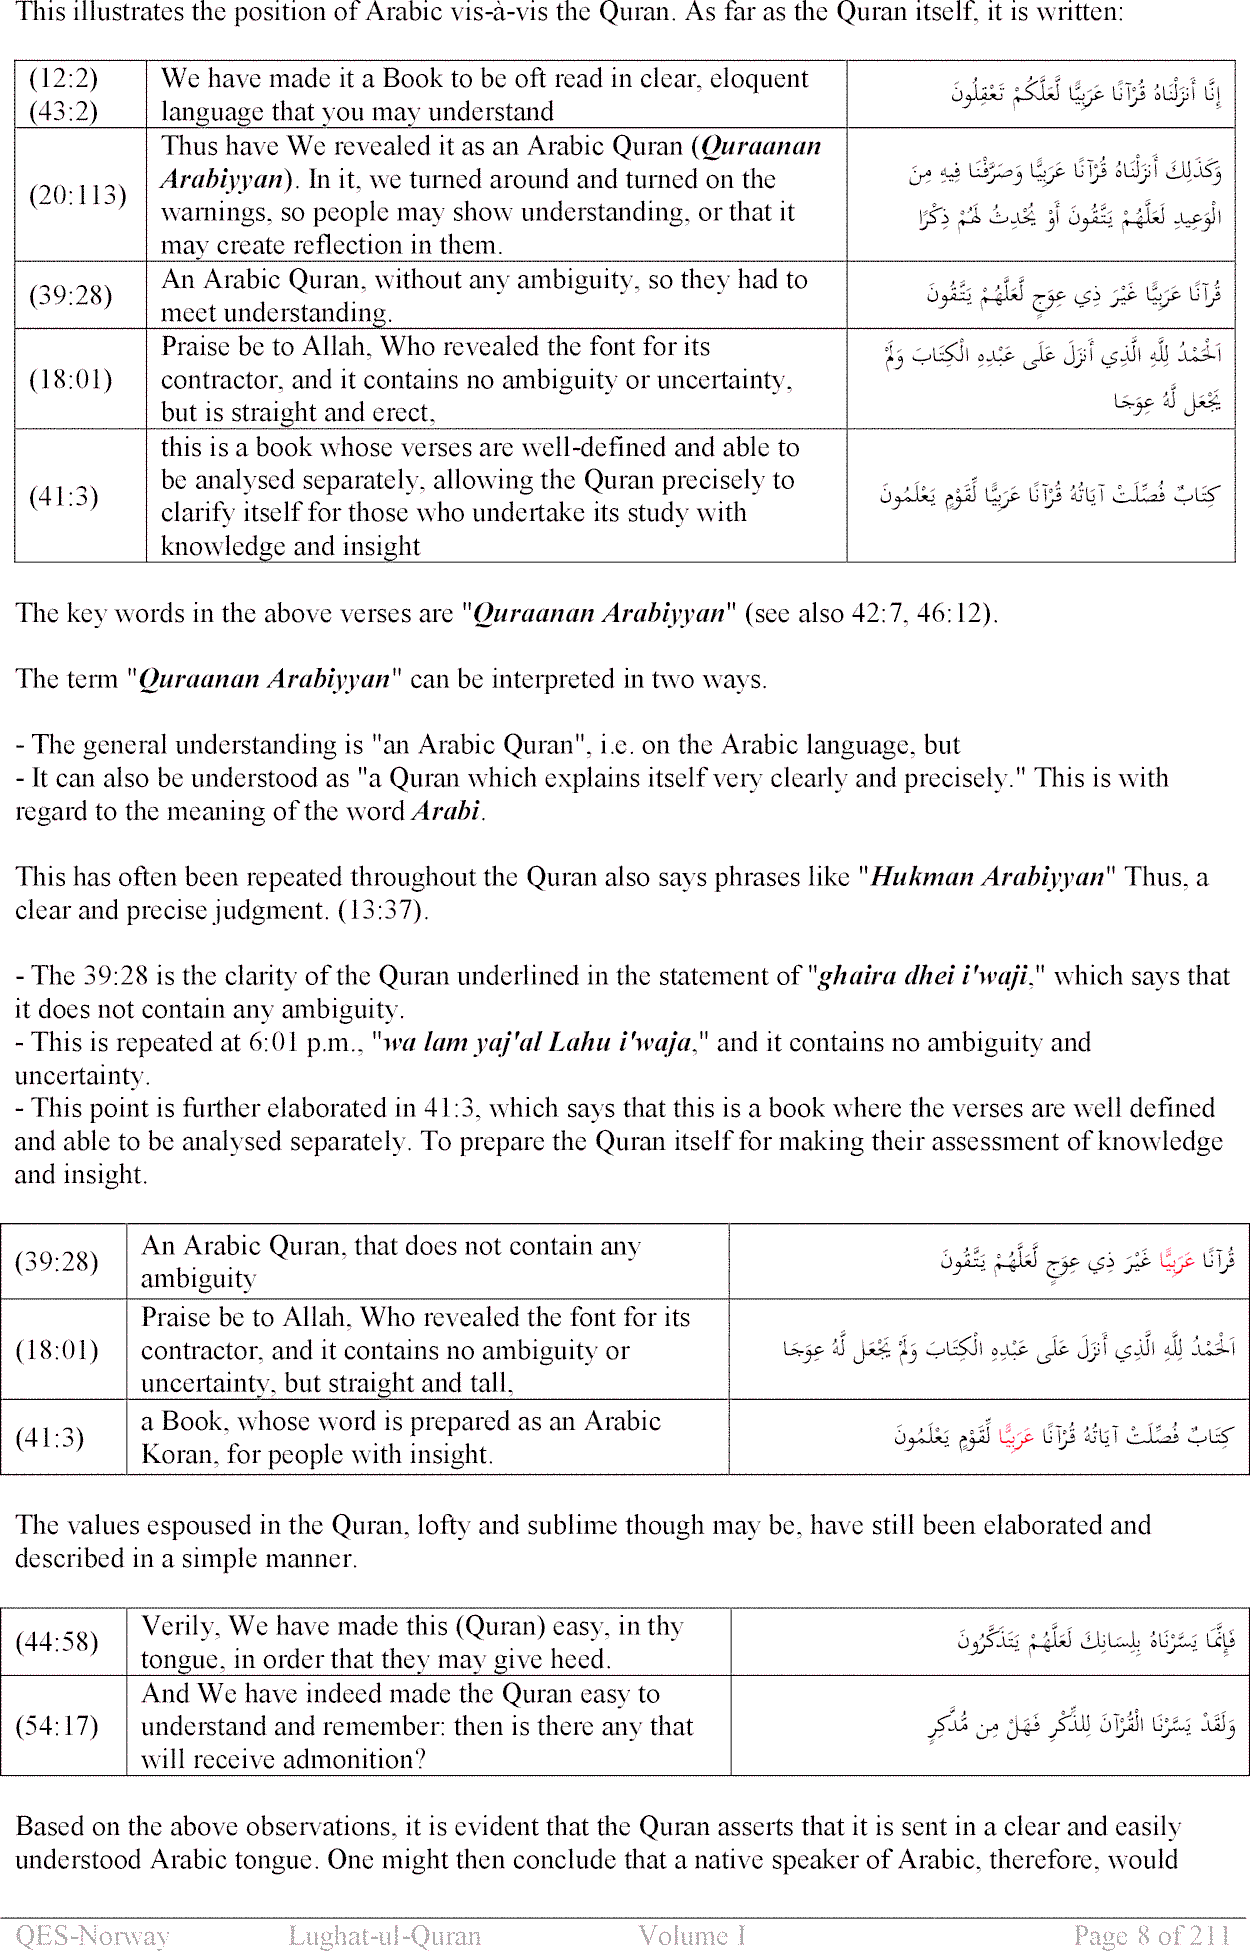 This illustrates the position of Arabic vis-à-vis the Quran. As far as the Quran itself, it is written:
(12:2)
(43:2)
We have made it a Book to be oft read in clear, eloquent
language that you may understand
إِنَّا أَنزَلْنَاهُ قُرْآنًا عَرَبِيًّا لَّعَلَّكُمْ تَعْقِلُونَ
(20:113)
Thus have We revealed it as an Arabic Quran (Quraanan
Arabiyyan). In it, we turned around and turned on the
warnings, so people may show understanding, or that it
may create reflection in them.
وَكَذَلِكَ أَنزَلْنَاهُ قُرْآنًا عَرَبِيًّا وَصَرَّفْنَا فِيهِ مِنَ
الْوَعِيدِ لَعَلَّهُمْ يَتَّقُونَ أَوْ يُحْدِثُ لَهُمْ ذِكْرًا
(39:28)
An Arabic Quran, without any ambiguity, so they had to
meet understanding.
قُرْآنًا عَرَبِيًّا غَيْرَ ذِي عِوَجٍ لَّعَلَّهُمْ يَتَّقُونَ
(18:01)
Praise be to Allah, Who revealed the font for its
contractor, and it contains no ambiguity or uncertainty,
but is straight and erect,
اَلْحَمْدُ لِلَّهِ الَّذِي أَنزَلَ عَلَى عَبْدِهِ الْكِتَابَ وَلَمْ
يَجْعَل لَّهُ عِوَجَا
(41:3)
this is a book whose verses are well-defined and able to
be analysed separately, allowing the Quran precisely to
clarify itself for those who undertake its study with
knowledge and insight
كِتَابٌ فُصِّلَتْ آيَاتُهُ قُرْآنًا عَرَبِيًّا لِّقَوْمٍ يَعْلَمُونَ
The key words in the above verses are "Quraanan Arabiyyan" (see also 42:7, 46:12).
The term "Quraanan Arabiyyan" can be interpreted in two ways.
- The general understanding is "an Arabic Quran", i.e. on the Arabic language, but
- It can also be understood as "a Quran which explains itself very clearly and precisely." This is with
regard to the meaning of the word Arabi.
This has often been repeated throughout the Quran also says phrases like "Hukman Arabiyyan" Thus, a
clear and precise judgment. (13:37).
- The 39:28 is the clarity of the Quran underlined in the statement of "ghaira dhei i'waji," which says that
it does not contain any ambiguity.
- This is repeated at 6:01 p.m., "wa lam yaj'al Lahu i'waja," and it contains no ambiguity and
uncertainty.
- This point is further elaborated in 41:3, which says that this is a book where the verses are well defined
and able to be analysed separately. To prepare the Quran itself for making their assessment of knowledge
and insight.
(39:28)
An Arabic Quran, that does not contain any
ambiguity
قُرْآنًا عَرَبِيًّا غَيْرَ ذِي عِوَجٍ لَّعَلَّهُمْ يَتَّقُونَ
(18:01)
Praise be to Allah, Who revealed the font for its
contractor, and it contains no ambiguity or
uncertainty, but straight and tall,
اَلْحَمْدُ لِلَّهِ الَّذِي أَنزَلَ عَلَى عَبْدِهِ الْكِتَابَ وَلَمْ يَجْعَل لَّهُ عِوَجَا
(41:3)
a Book, whose word is prepared as an Arabic
Koran, for people with insight.
كِتَابٌ فُصِّلَتْ آيَاتُهُ قُرْآنًا عَرَبِيًّا لِّقَوْمٍ يَعْلَمُونَ
The values espoused in the Quran, lofty and sublime though may be, have still been elaborated and
described in a simple manner.
(44:58)
Verily, We have made this (Quran) easy, in thy
tongue, in order that they may give heed.
فَإِنَّمَا يَسَّرْنَاهُ بِلِسَانِكَ لَعَلَّهُمْ يَتَذَكَّرُونَ
(54:17)
And We have indeed made the Quran easy to
understand and remember: then is there any that
will receive admonition?
وَلَقَدْ يَسَّرْنَا الْقُرْآنَ لِلذِّكْرِ فَهَلْ مِن مُّدَّكِرٍ
Based on the above observations, it is evident that the Quran asserts that it is sent in a clear and easily
understood Arabic tongue. One might then conclude that a native speaker of Arabic, therefore, would
QES-Norway Lughat-ul-Quran Volume I Page 8 of 211